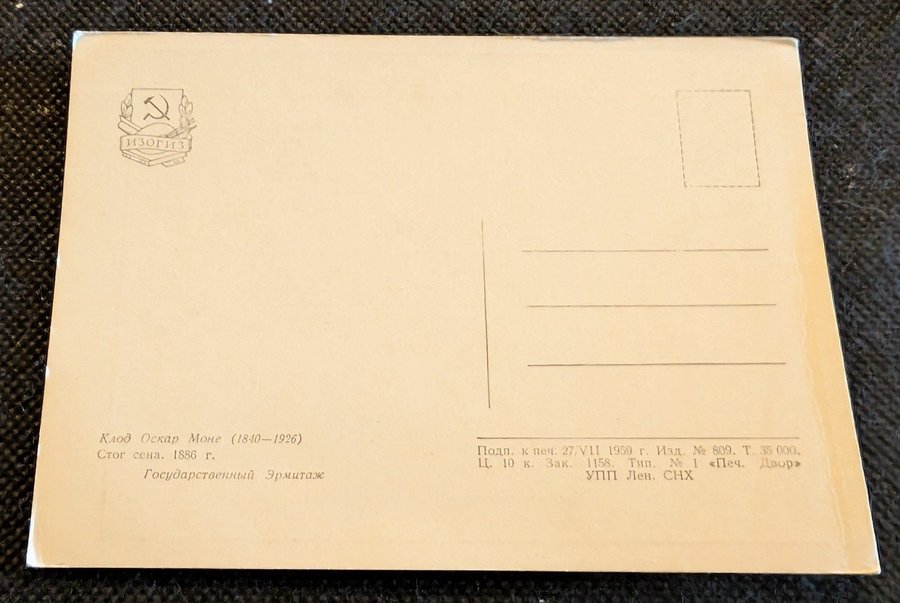 ИЗОГИЗ
Клод Оскар Моне (1840—1926)
Стог сена. 1886 г.
Государственный Эрмитаж
Подп. к печ. 27/VII 1959 г. Изд. № 809. Т. 35 000.
Ц. 10 к. Зак. 1158. Тип. № 1 «Печ. Двор»
УПП Лен. СНХ